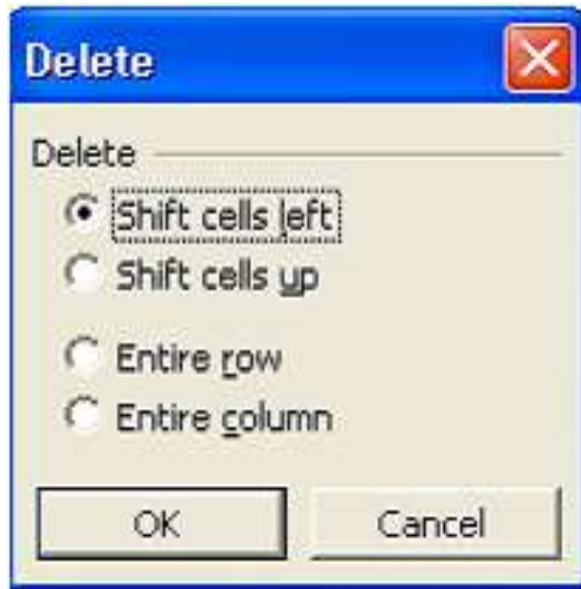 Delete
Delete
Shift cells left
Shift cells up
Entire row
Entire column
OK Cancel